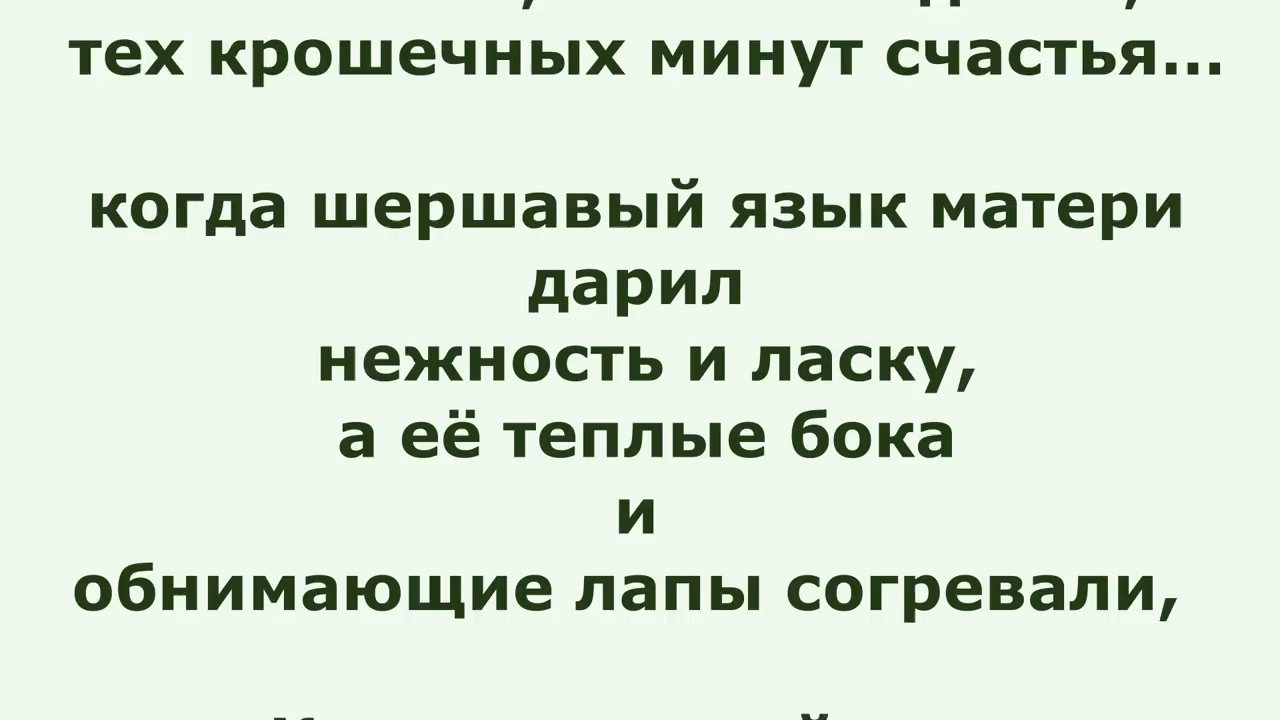 тех крошечных минут счастья...
когда шершавый язык матери
дарил
нежность и ласку,
а её теплые бока
и
обнимающие лапы согревали,